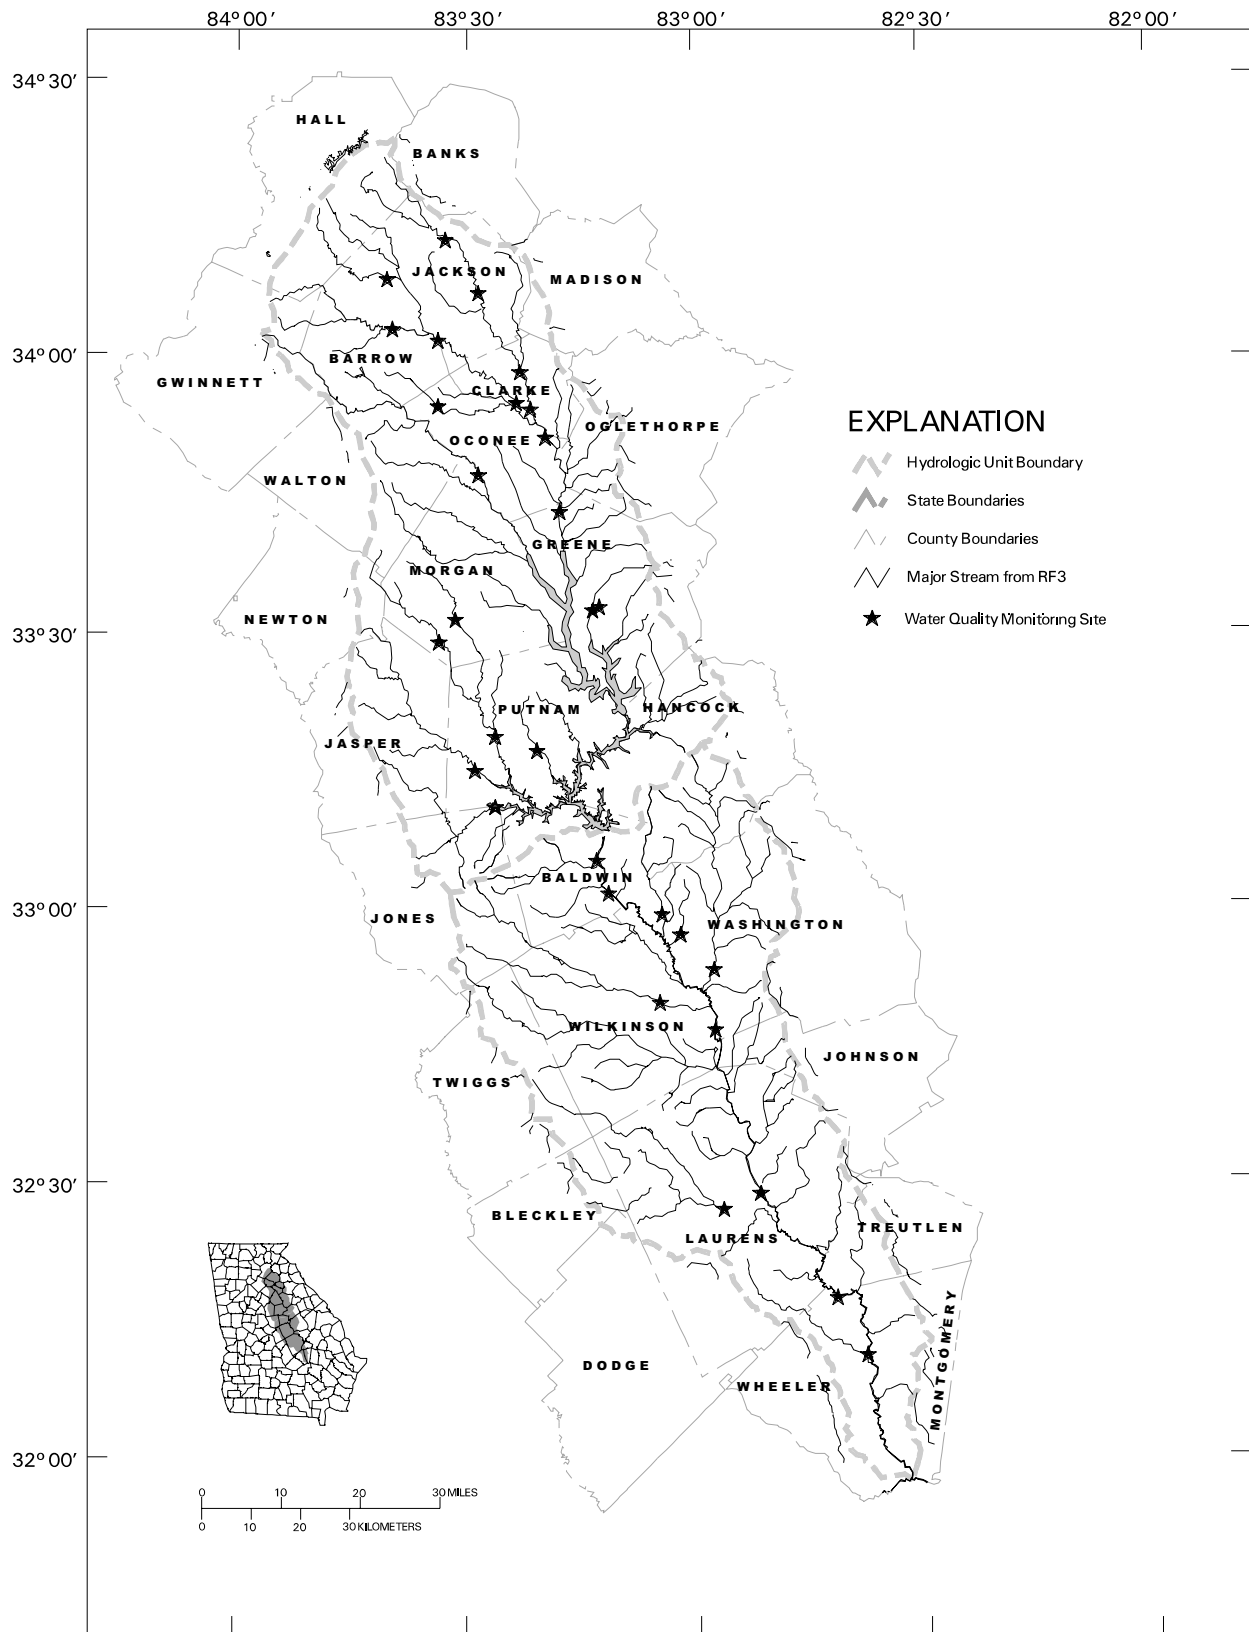 84°00′ 83°30′ 83°00′ 82°30′ 82°00′
34°30′
HALL
BANKS
JACKSON
MADISON
34°00′
BARROW
GWINNETT
CLARKE
OGLETHORPE
OCONEE
WALTON
EXPLANATION
Hydrologic Unit Boundary
State Boundaries
County Boundaries
Major Stream from RF3
Water Quality Monitoring Site
GREENE
MORGAN
NEWTON
33°30′
PUTNAM
HANCOCK
JASPER
BALDWIN
33°00′
JONES
WASHINGTON
WILKINSON
JOHNSON
TWIGGS
32°30′
BLECKLEY
TREUTLEN
LAURENS
MONTGOMERY
DODGE
WHEELER
32°00′
0 10 20 30 MILES
0 10 20 30 KILOMETERS